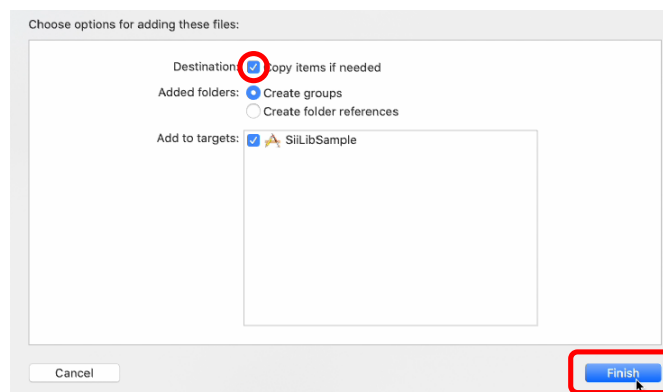 Choose options for adding these files:
Destination: Copy items if needed
Added folders: Create groups
Create folder references
Add to targets: SiiLibSample
Cancel
Finish